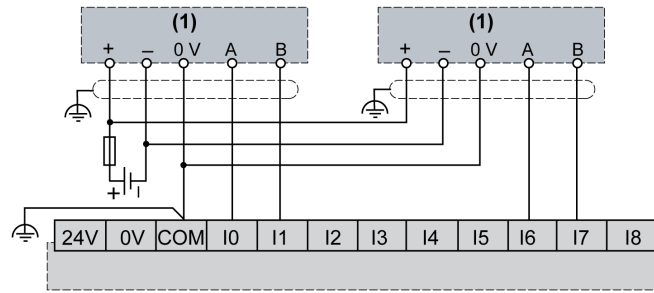 (1) (1)
+ – 0 V A B + – 0 V A B
+ –
24V 0V COM I0 I1 I2 I3 I4 I5 I6 I7 I8